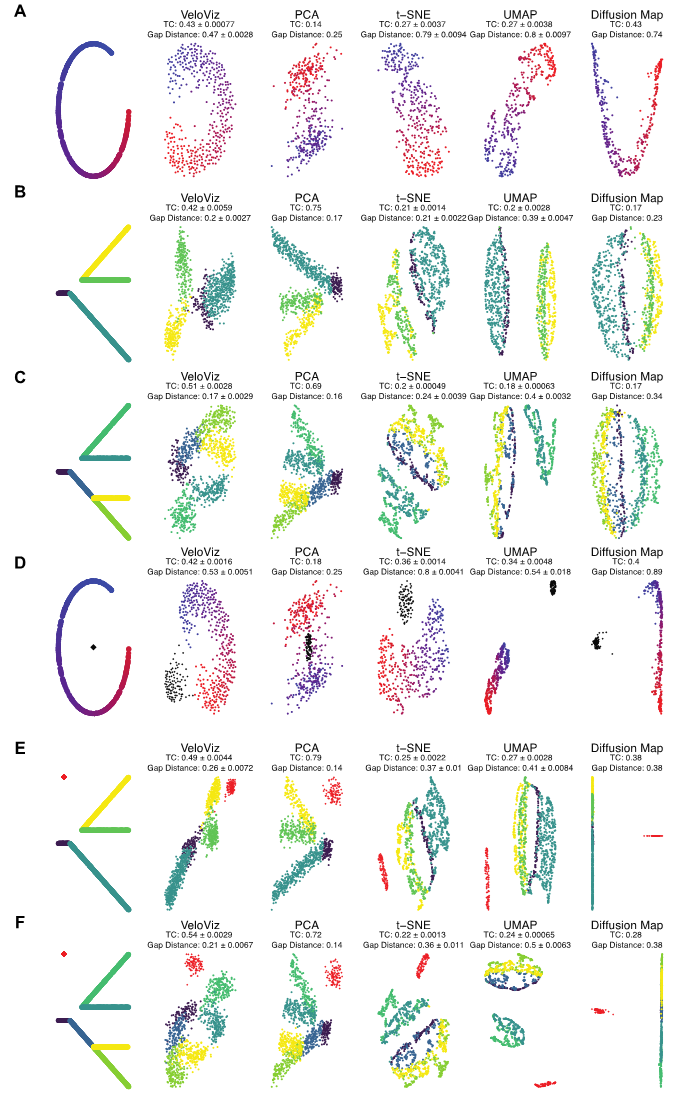 A
VeloViz
TC: 0.43 ± 0.00077
Gap Distance: 0.47 ± 0.0028
PCA
TC: 0.14
Gap Distance: 0.25
t−SNE
TC: 0.27 ± 0.0037
Gap Distance: 0.79 ± 0.0094
UMAP
TC: 0.27 ± 0.0038
Gap Distance: 0.8 ± 0.0097
Diffusion Map
TC: 0.43
Gap Distance: 0.74
B
VeloViz
TC: 0.42 ± 0.0059
Gap Distance: 0.2 ± 0.0027
PCA
TC: 0.75
Gap Distance: 0.17
t−SNE
TC: 0.21 ± 0.0014
Gap Distance: 0.21 ± 0.0022
UMAP
TC: 0.2 ± 0.0028
Gap Distance: 0.39 ± 0.0047
Diffusion Map
TC: 0.17
Gap Distance: 0.23
C
VeloViz
TC: 0.51 ± 0.0028
Gap Distance: 0.17 ± 0.0029
PCA
TC: 0.69
Gap Distance: 0.16
t−SNE
TC: 0.2 ± 0.00049
Gap Distance: 0.24 ± 0.0039
UMAP
TC: 0.18 ± 0.00063
Gap Distance: 0.4 ± 0.0032
Diffusion Map
TC: 0.17
Gap Distance: 0.34
D
VeloViz
TC: 0.42 ± 0.0016
Gap Distance: 0.53 ± 0.0051
PCA
TC: 0.18
Gap Distance: 0.25
t−SNE
TC: 0.36 ± 0.0014
Gap Distance: 0.8 ± 0.0041
UMAP
TC: 0.34 ± 0.0048
Gap Distance: 0.54 ± 0.018
Diffusion Map
TC: 0.4
Gap Distance: 0.89
E
VeloViz
TC: 0.49 ± 0.0044
Gap Distance: 0.26 ± 0.0072
PCA
TC: 0.79
Gap Distance: 0.14
t−SNE
TC: 0.25 ± 0.0022
Gap Distance: 0.37 ± 0.01
UMAP
TC: 0.27 ± 0.0028
Gap Distance: 0.41 ± 0.0084
Diffusion Map
TC: 0.38
Gap Distance: 0.38
F
VeloViz
TC: 0.54 ± 0.0029
Gap Distance: 0.21 ± 0.0067
PCA
TC: 0.72
Gap Distance: 0.14
t−SNE
TC: 0.22 ± 0.0013
Gap Distance: 0.36 ± 0.011
UMAP
TC: 0.24 ± 0.00065
Gap Distance: 0.5 ± 0.0063
Diffusion Map
TC: 0.28
Gap Distance: 0.38